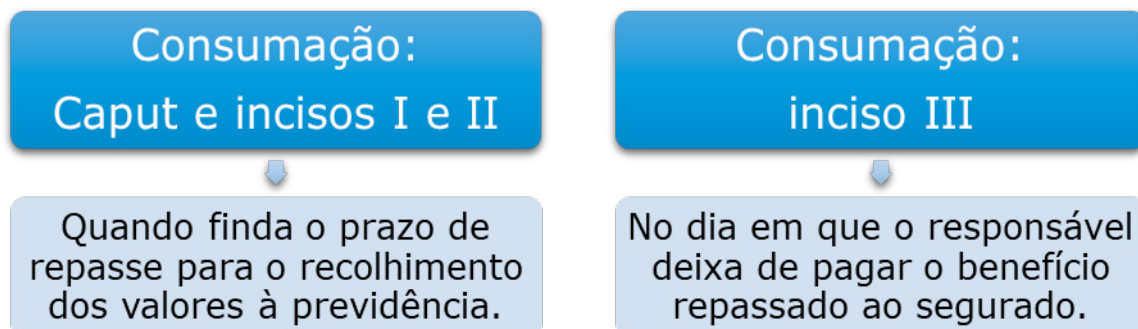 Consumação:
Caput e incisos I e II
Quando finda o prazo de
repasse para o recolhimento
dos valores à previdência.
Consumação:
inciso III
No dia em que o responsável
deixa de pagar o benefício
repassado ao segurado.